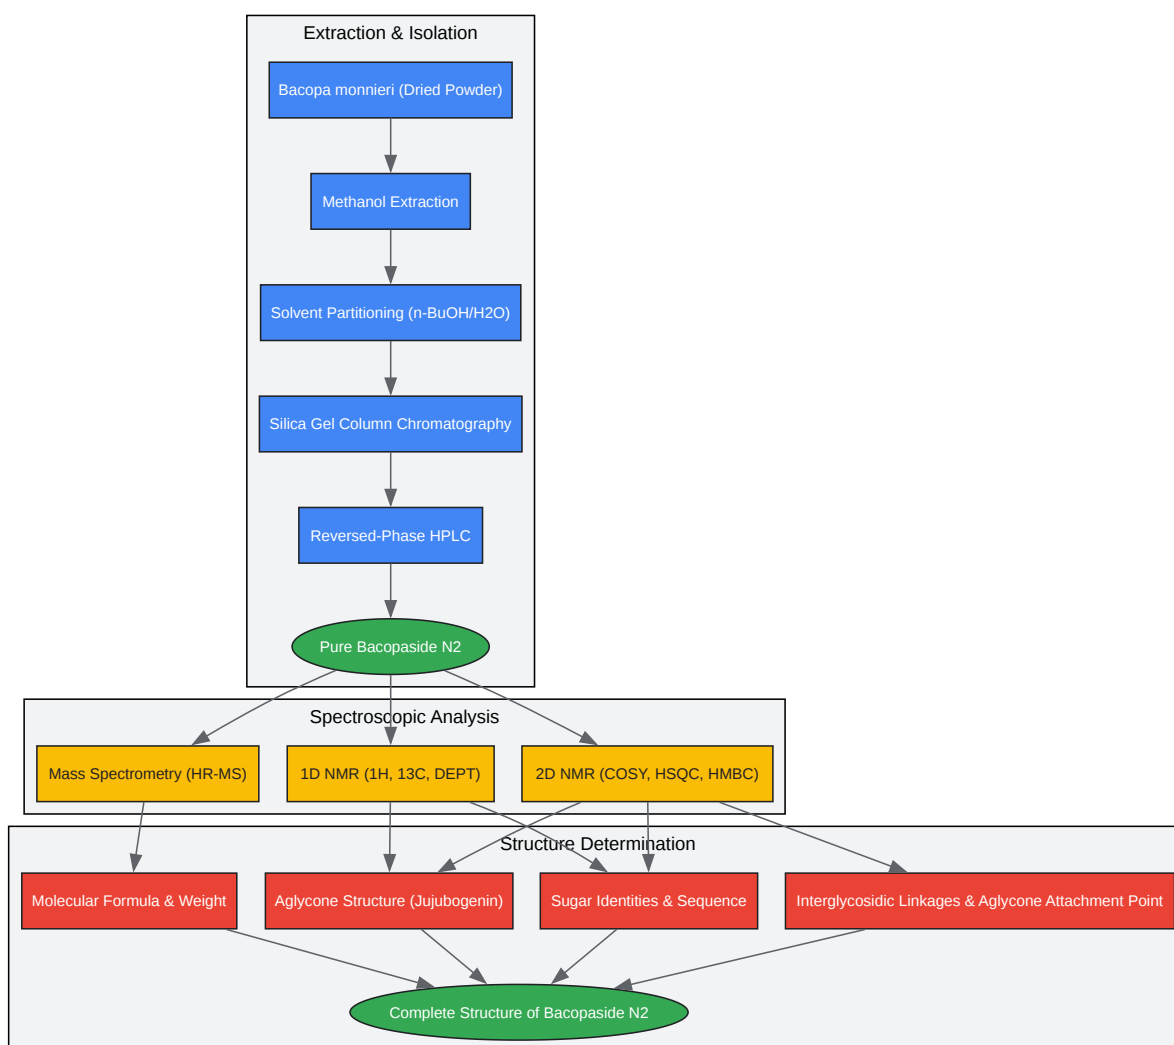 Extraction & Isolation
Bacopa monnieri (Dried Powder)
Methanol Extraction
Solvent Partitioning (n-BuOH/H2O)
Silica Gel Column Chromatography
Reversed-Phase HPLC
Pure Bacopaside N2
Spectroscopic Analysis
Mass Spectrometry (HR-MS)
1D NMR (1H, 13C, DEPT)
2D NMR (COSY, HSQC, HMBC)
Structure Determination
Molecular Formula & Weight
Aglycone Structure (Jujubogenin)
Sugar Identities & Sequence
Interglycosidic Linkages & Aglycone Attachment Point
Complete Structure of Bacopaside N2